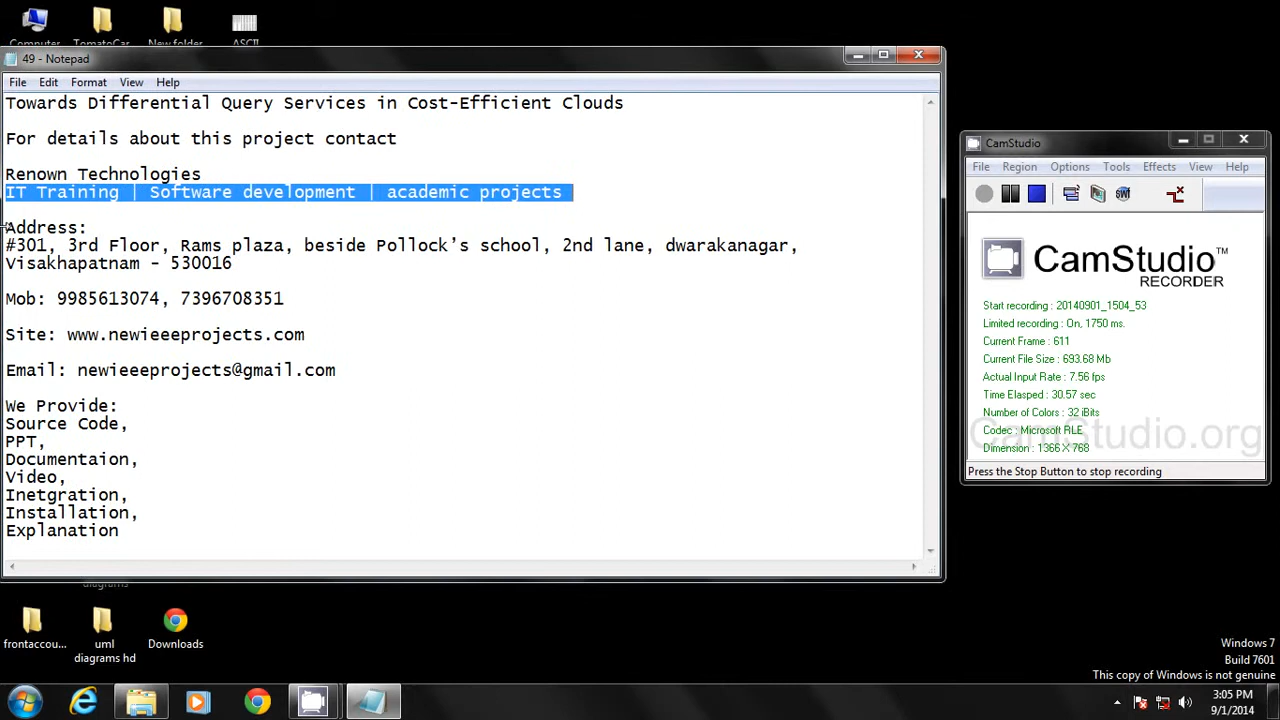 Computer
TomatoCar...
New folder
ASCII
49 - Notepad
File Edit Format View Help
Towards Differential Query Services in Cost-Efficient Clouds
For details about this project contact
Renown Technologies
IT Training | Software development | academic projects
Address:
#301, 3rd Floor, Rams plaza, beside Pollock’s school, 2nd lane, dwarakanagar,
Visakhapatnam - 530016
Mob: 9985613074, 7396708351
Site: www.newieeeprojects.com
Email: newieeeprojects@gmail.com
We Provide:
Source Code,
PPT,
Documentaion,
Video,
Inetgration,
Installation,
Explanation
CamStudio
File Region Options Tools Effects View Help
CamStudio™
RECORDER
Start recording : 20140901_1504_53
Limited recording : On, 1750 ms.
Current Frame : 611
Current File Size : 693.68 Mb
Actual Input Rate : 7.56 fps
Time Elasped : 30.57 sec
Number of Colors : 32 iBits
Codec : Microsoft RLE
Dimension : 1366 X 768
CamStudio.org
Press the Stop Button to stop recording
diagrams
frontaccou...
uml
diagrams hd
Downloads
Windows 7
Build 7601
This copy of Windows is not genuine
3:05 PM
9/1/2014